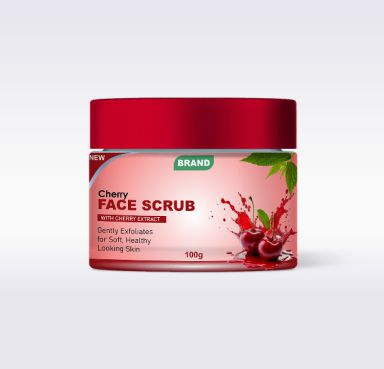 NEW
BRAND
Cherry
FACE SCRUB
WITH CHERRY EXTRACT
Gently Exfoliates
for Soft, Healthy
Looking Skin
100g